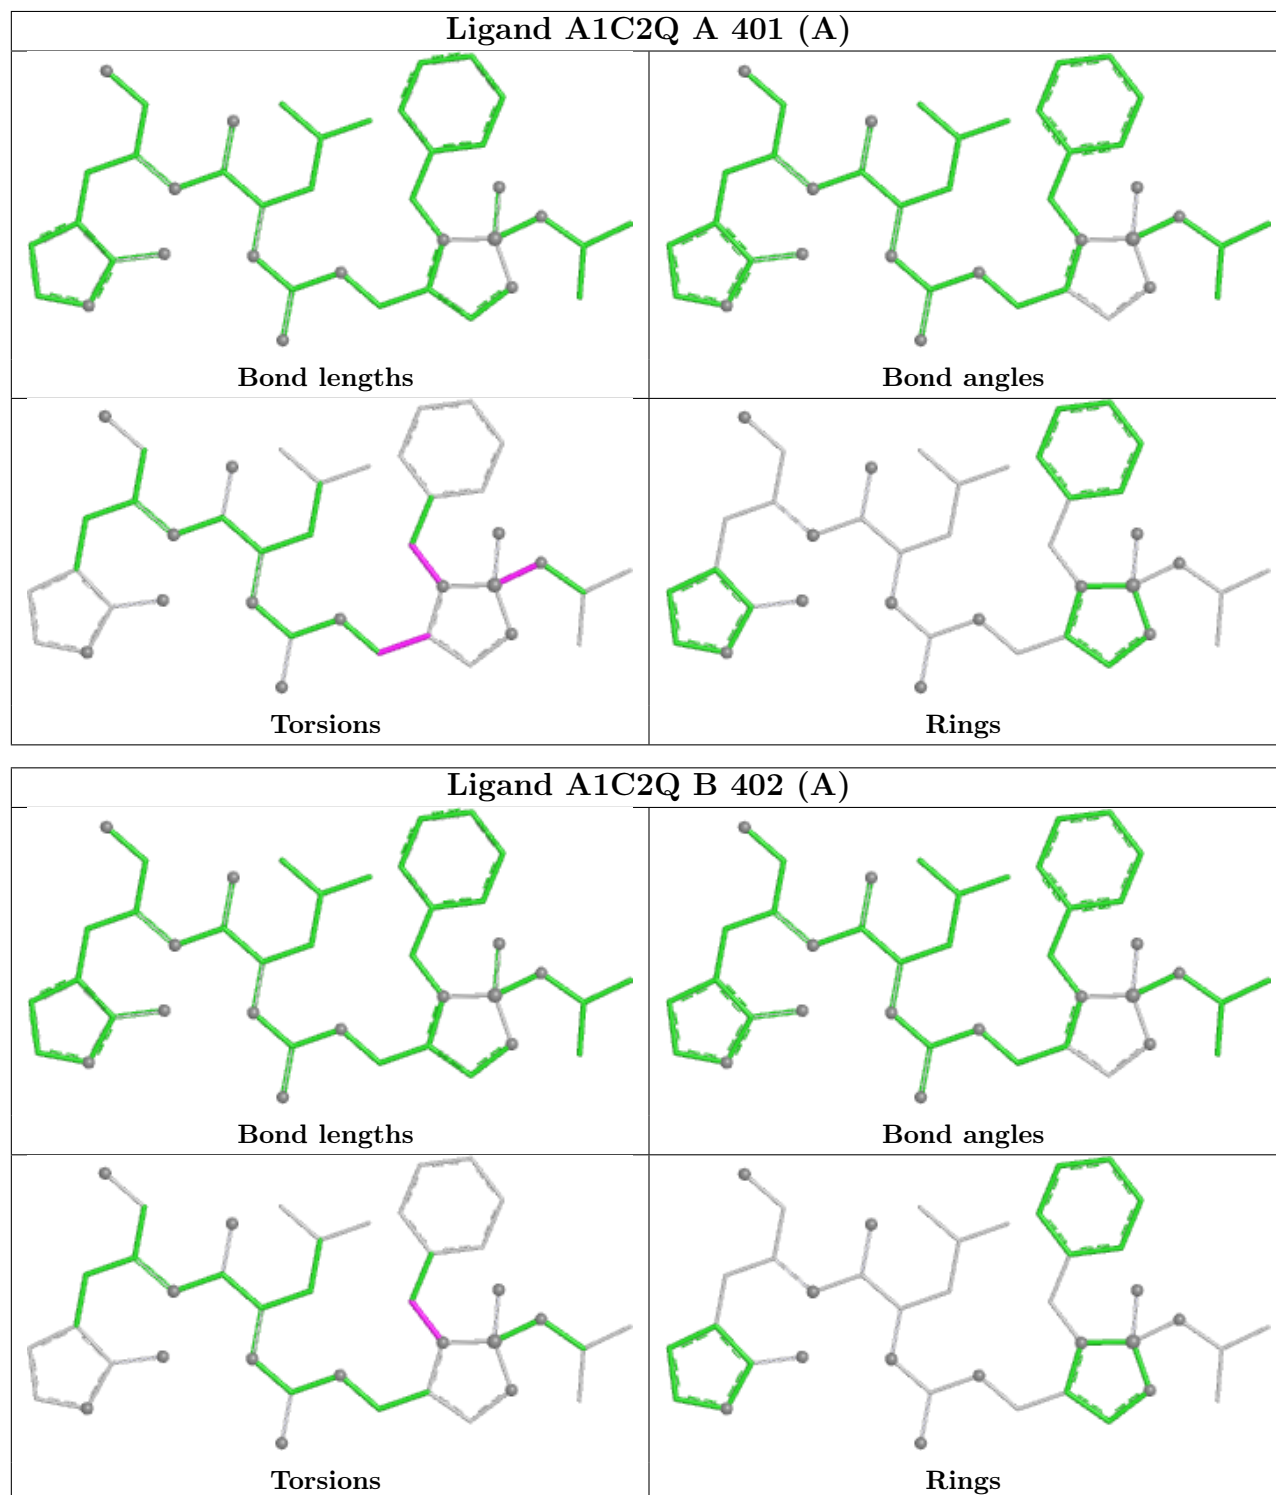 Ligand A1C2Q A 401 (A)
Bond lengths
Bond angles
Torsions
Rings
Ligand A1C2Q B 402 (A)
Bond lengths
Bond angles
Torsions
Rings